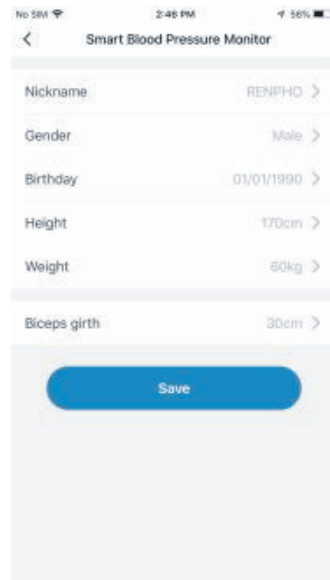 No SIM 2:46 PM 56%
Smart Blood Pressure Monitor
Nickname RENPHO
Gender Male
Birthday 01/01/1990
Height 170cm
Weight 60kg
Biceps girth 30cm
Save